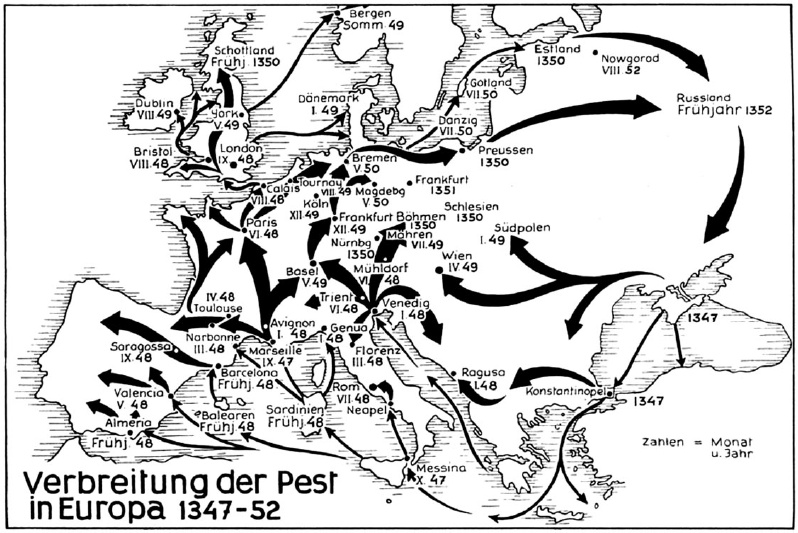 Bergen
Somm. 49
Schottland
Frühj. 1350
Estland
1350
Nowgorod
VIII 52
Gotland
VII.50
Dänemark
I. 49
Russland
Frühjahr 1352
Dublin
VIII 49
York
V.49
Danzig
VII.50
Bristol
VIII.48
London
IX 48
Bremen
V.50
Preussen
1350
Calais
VIII 48
Tournay
VIII.49
Magdebg
V. 50
Frankfurt
1351
Köln
XII.49
Schlesien
1350
Paris
VI.48
Frankfurt
XII.49
Böhmen
1350
Südpolen
I.49
Nürnbg
1350
Mähren
VII.49
Wien
IV.49
Basel
V.49
Mühldorf
VI. 48
Trient
VI.48
Venedig
I 48
IV.48
Toulouse
Avignon
I. 48
Genua
I 48
1347
Narbonne
III.48
Marseille
IX.47
Florenz
III.48
Saragossa
IX.48
Barcelona
Frühj. 48
Ragusa
I.48
Konstantinopel
1347
Valencia
V 48
Rom
VII.48
Neapel
Balearen
Frühj. 48
Sardinien
Frühj. 48
Almeria
Frühj. 48
Zahlen = Monat
u. Jahr
Messina
X. 47
Verbreitung der Pest
in Europa 1347-52